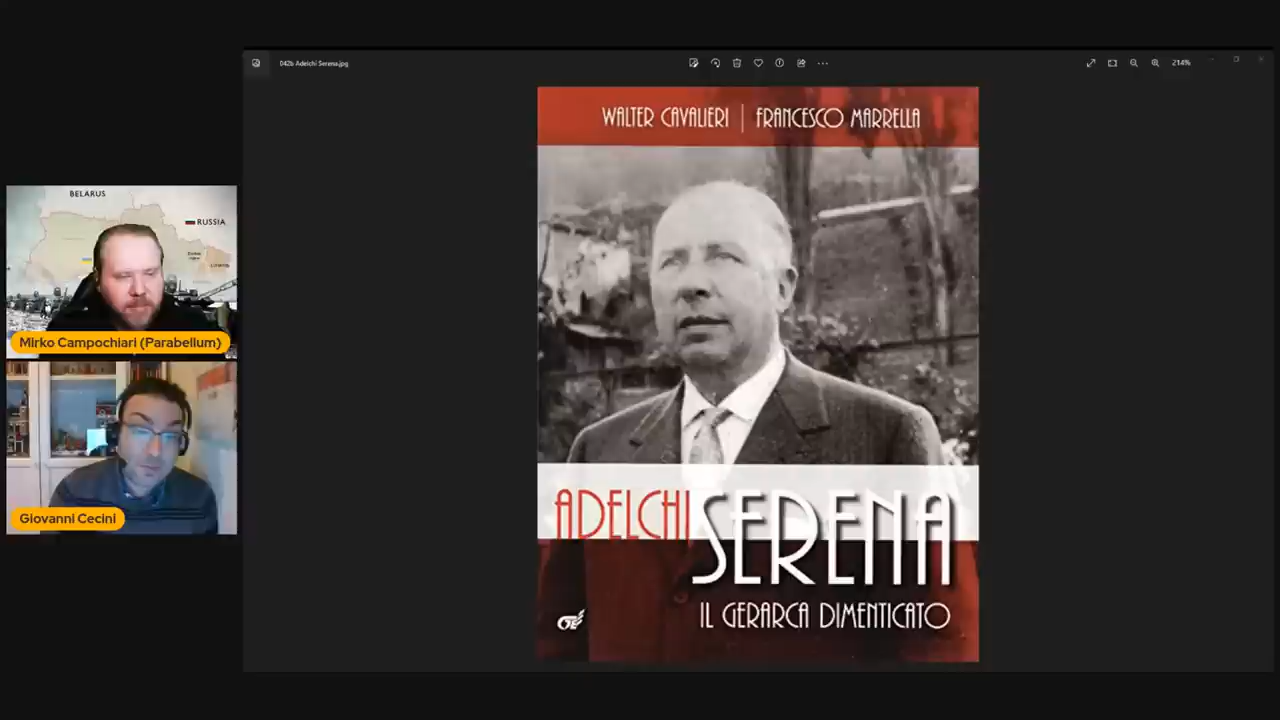 042b Adelchi Serena.jpg
214%
WALTER CAVALIERI | FRANCESCO MARRELLA
BELARUS
RUSSIA
Mirko Campochiari (Parabellum)
Giovanni Cecini
ADELCHI SERENA
IL GERARCA DIMENTICATO